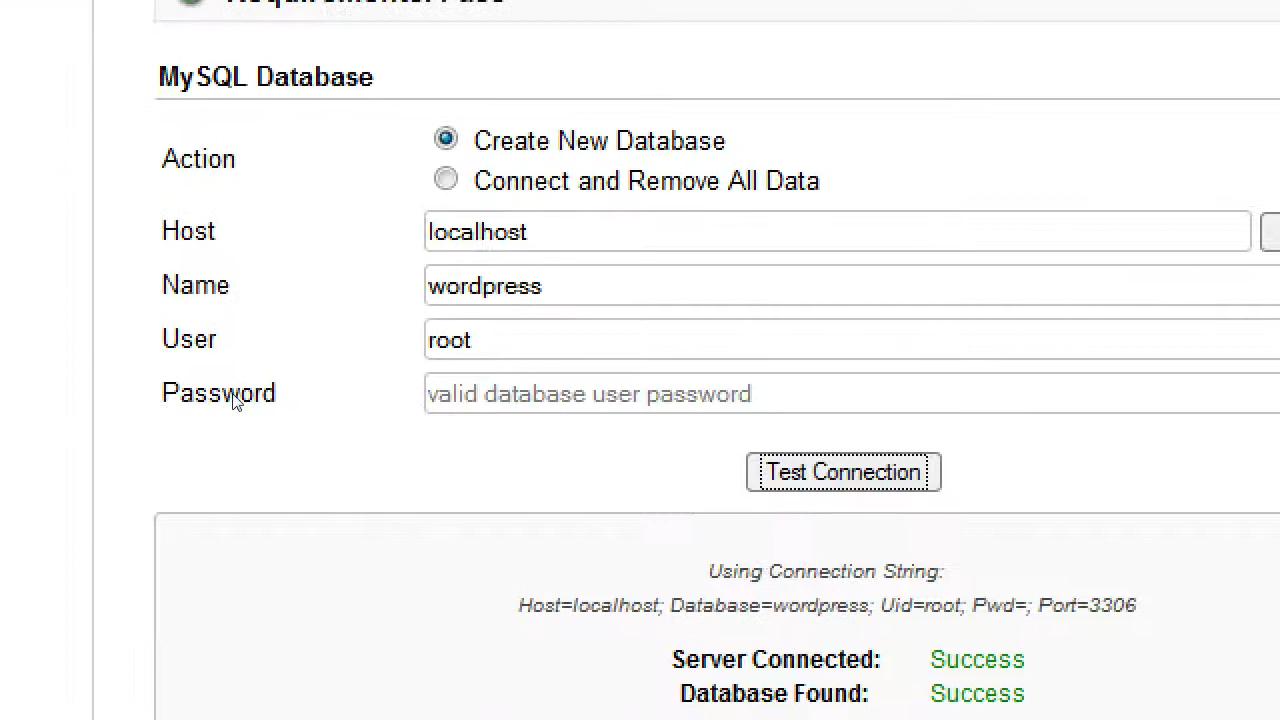 Requirements: Pass
MySQL Database
Action
Create New Database
Connect and Remove All Data
Host
localhost
Name
wordpress
User
root
Password
valid database user password
Test Connection
Using Connection String:
Host=localhost; Database=wordpress; Uid=root; Pwd=; Port=3306
Server Connected: Success
Database Found: Success